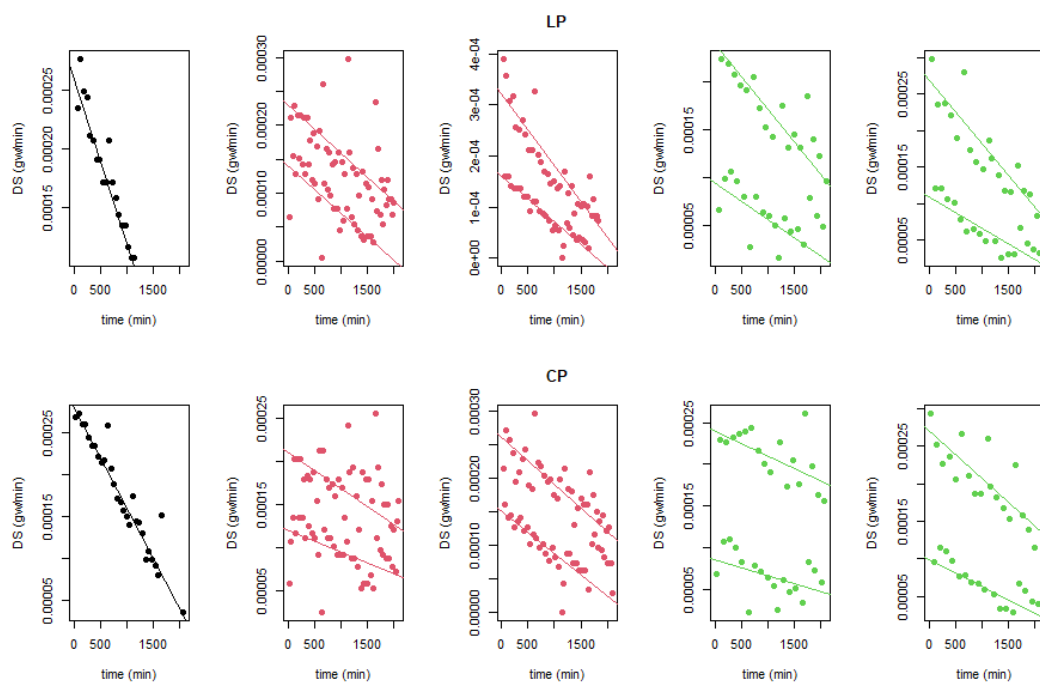 LP
DS (gw/min)
0.00015 0.00020 0.00025
0 500 1500
time (min)
DS (gw/min)
0.00000 0.00010 0.00020 0.00030
0 500 1500
time (min)
DS (gw/min)
0e+00 1e-04 2e-04 3e-04 4e-04
0 500 1500
time (min)
DS (gw/min)
0.00005 0.00015
0 500 1500
time (min)
DS (gw/min)
0.00005 0.00015 0.00025
0 500 1500
time (min)
CP
DS (gw/min)
0.00005 0.00015 0.00025
0 500 1500
time (min)
DS (gw/min)
0.00005 0.00015 0.00025
0 500 1500
time (min)
DS (gw/min)
0.00000 0.00010 0.00020 0.00030
0 500 1500
time (min)
DS (gw/min)
0.00005 0.00015 0.00025
0 500 1500
time (min)
DS (gw/min)
0.00005 0.00015 0.00025
0 500 1500
time (min)